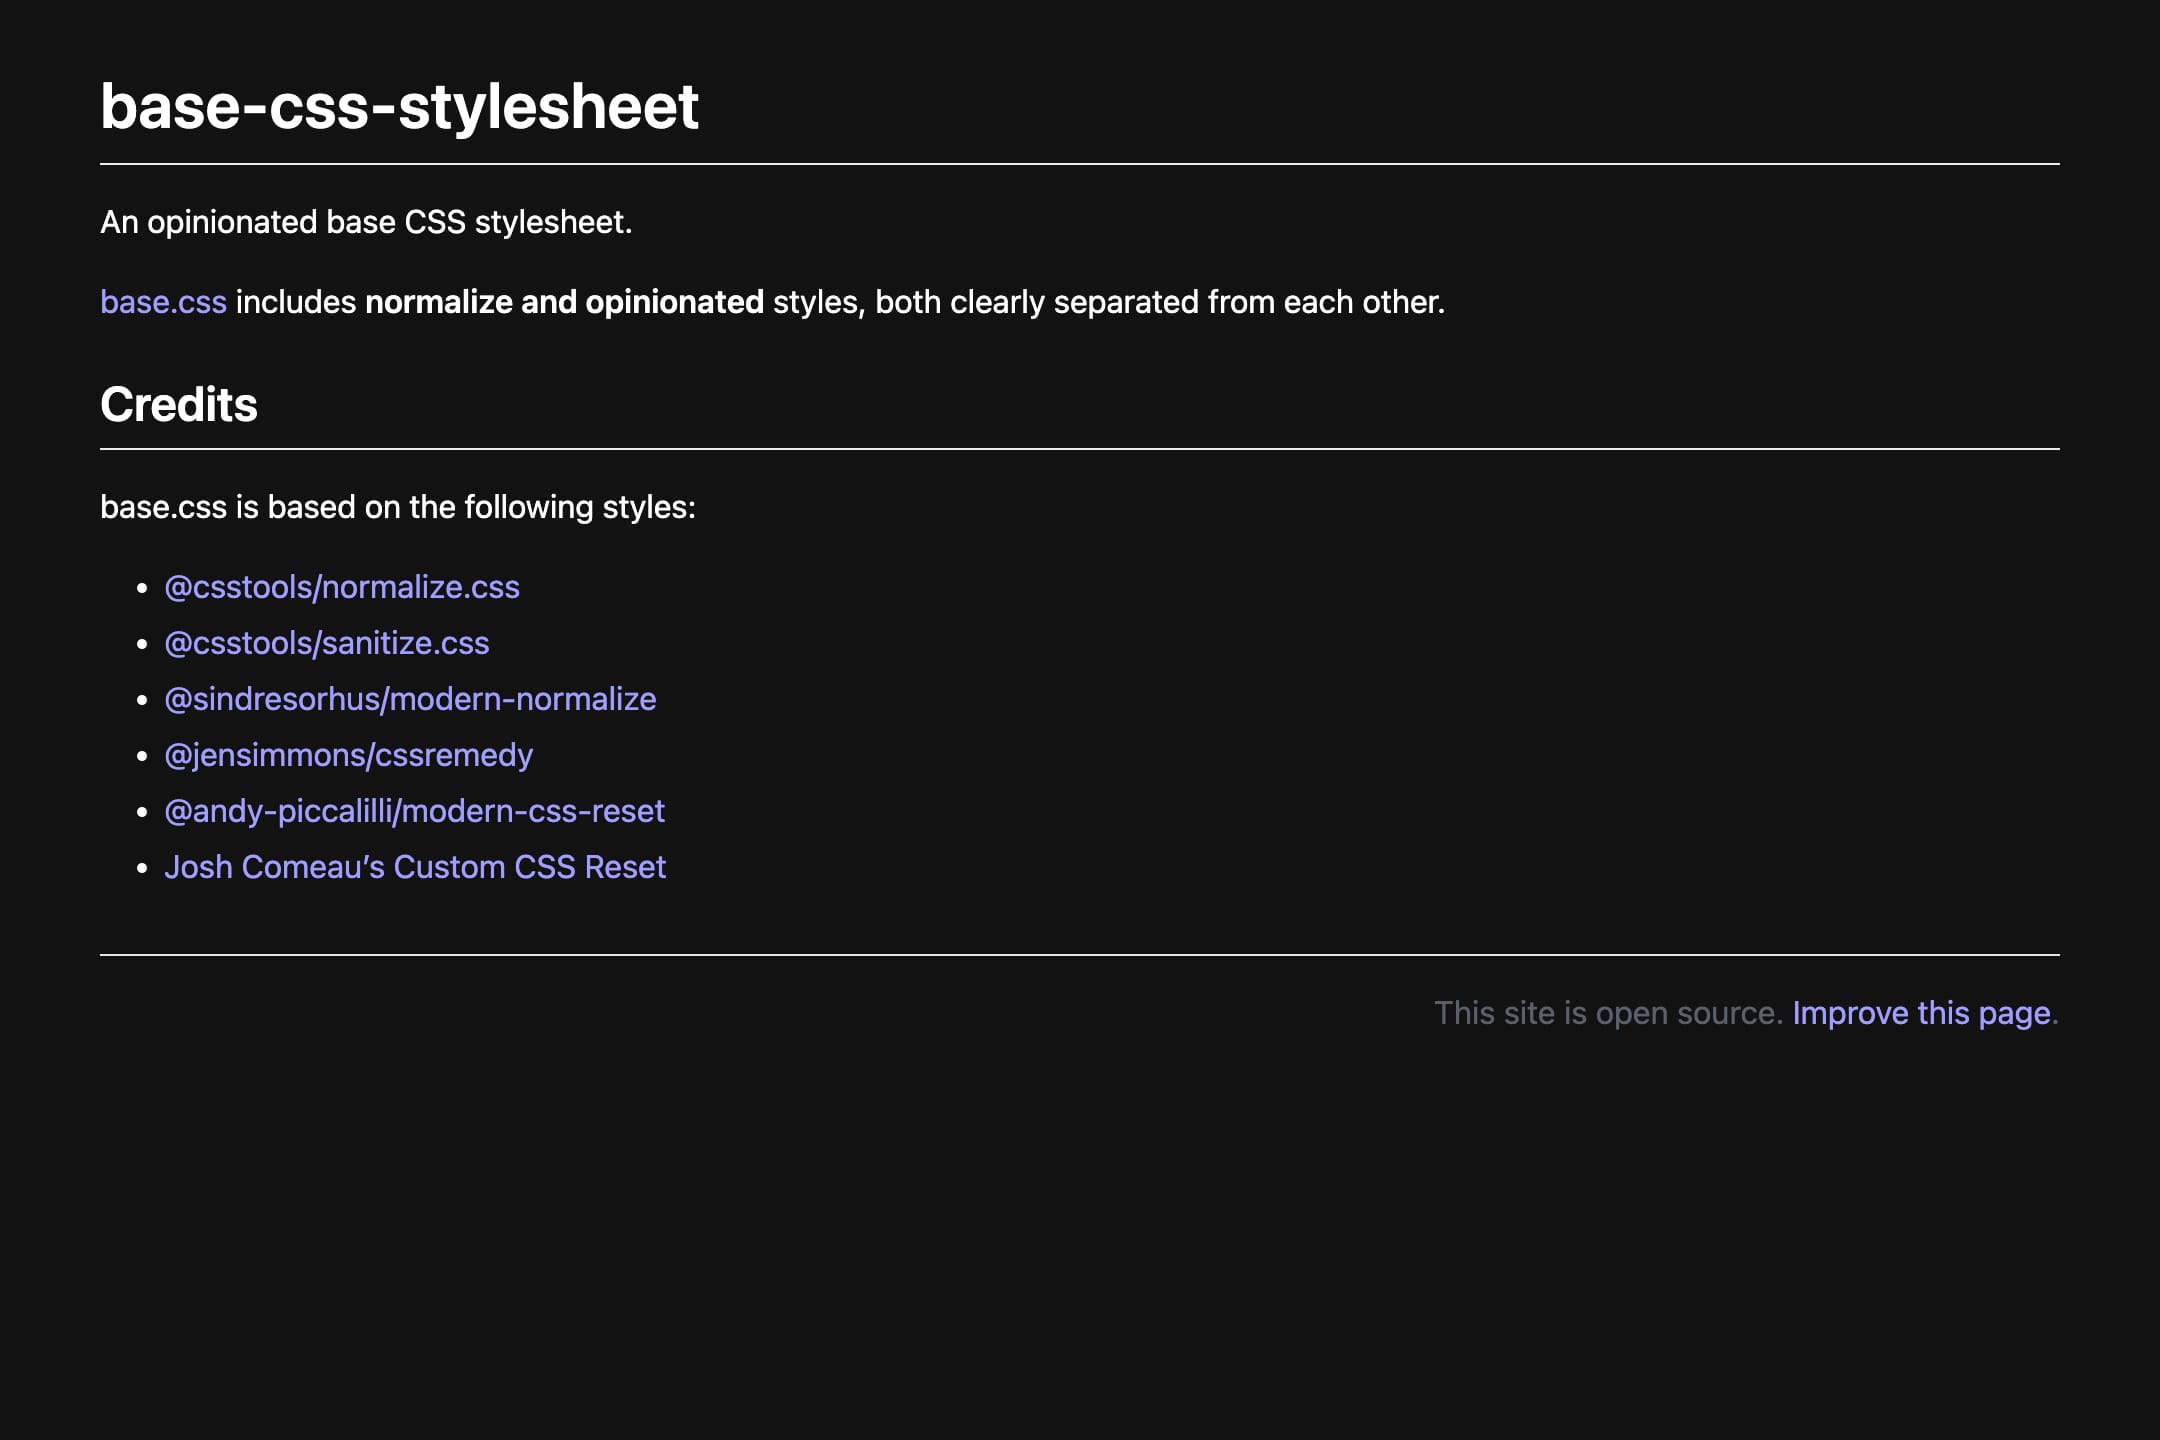 base-css-stylesheet
An opinionated base CSS stylesheet.
base.css includes normalize and opinionated styles, both clearly separated from each other.
Credits
base.css is based on the following styles:
• @csstools/normalize.css
• @csstools/sanitize.css
• @sindresorhus/modern-normalize
• @jensimmons/cssremedy
• @andy-piccalilli/modern-css-reset
• Josh Comeau’s Custom CSS Reset
This site is open source. Improve this page.